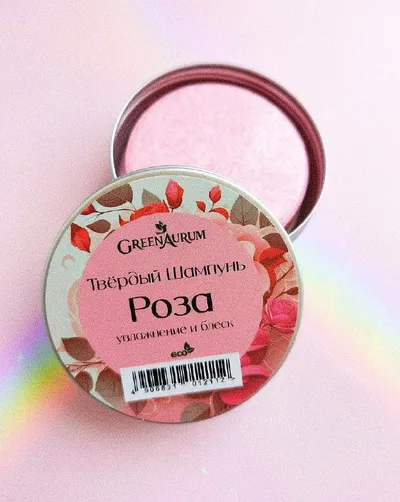 GreenAurum
Твёрдый Шампунь
Роза
увлажнение и блеск
eco